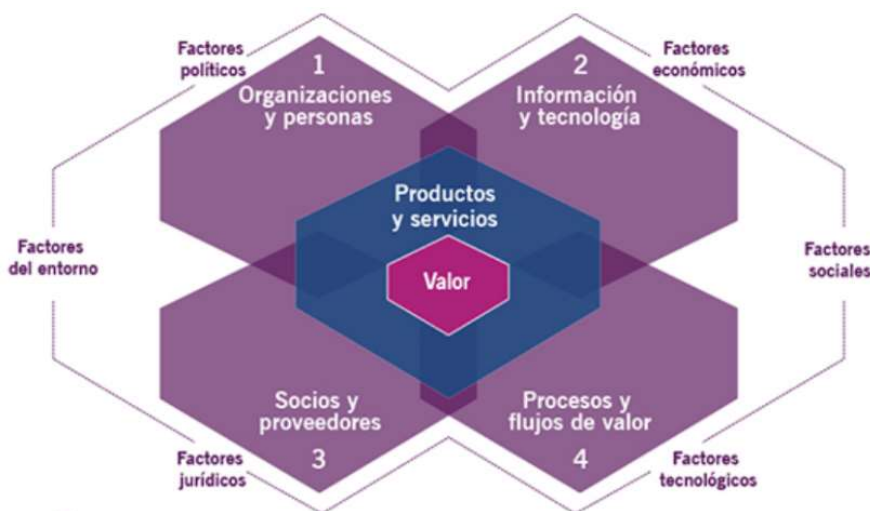 Factores
políticos
1
Organizaciones
y personas
2
Información
y tecnología
Factores
económicos
Productos
y servicios
Valor
Factores
del entorno
Factores
sociales
Socios y
proveedores
3
Procesos y
flujos de valor
4
Factores
jurídicos
Factores
tecnológicos